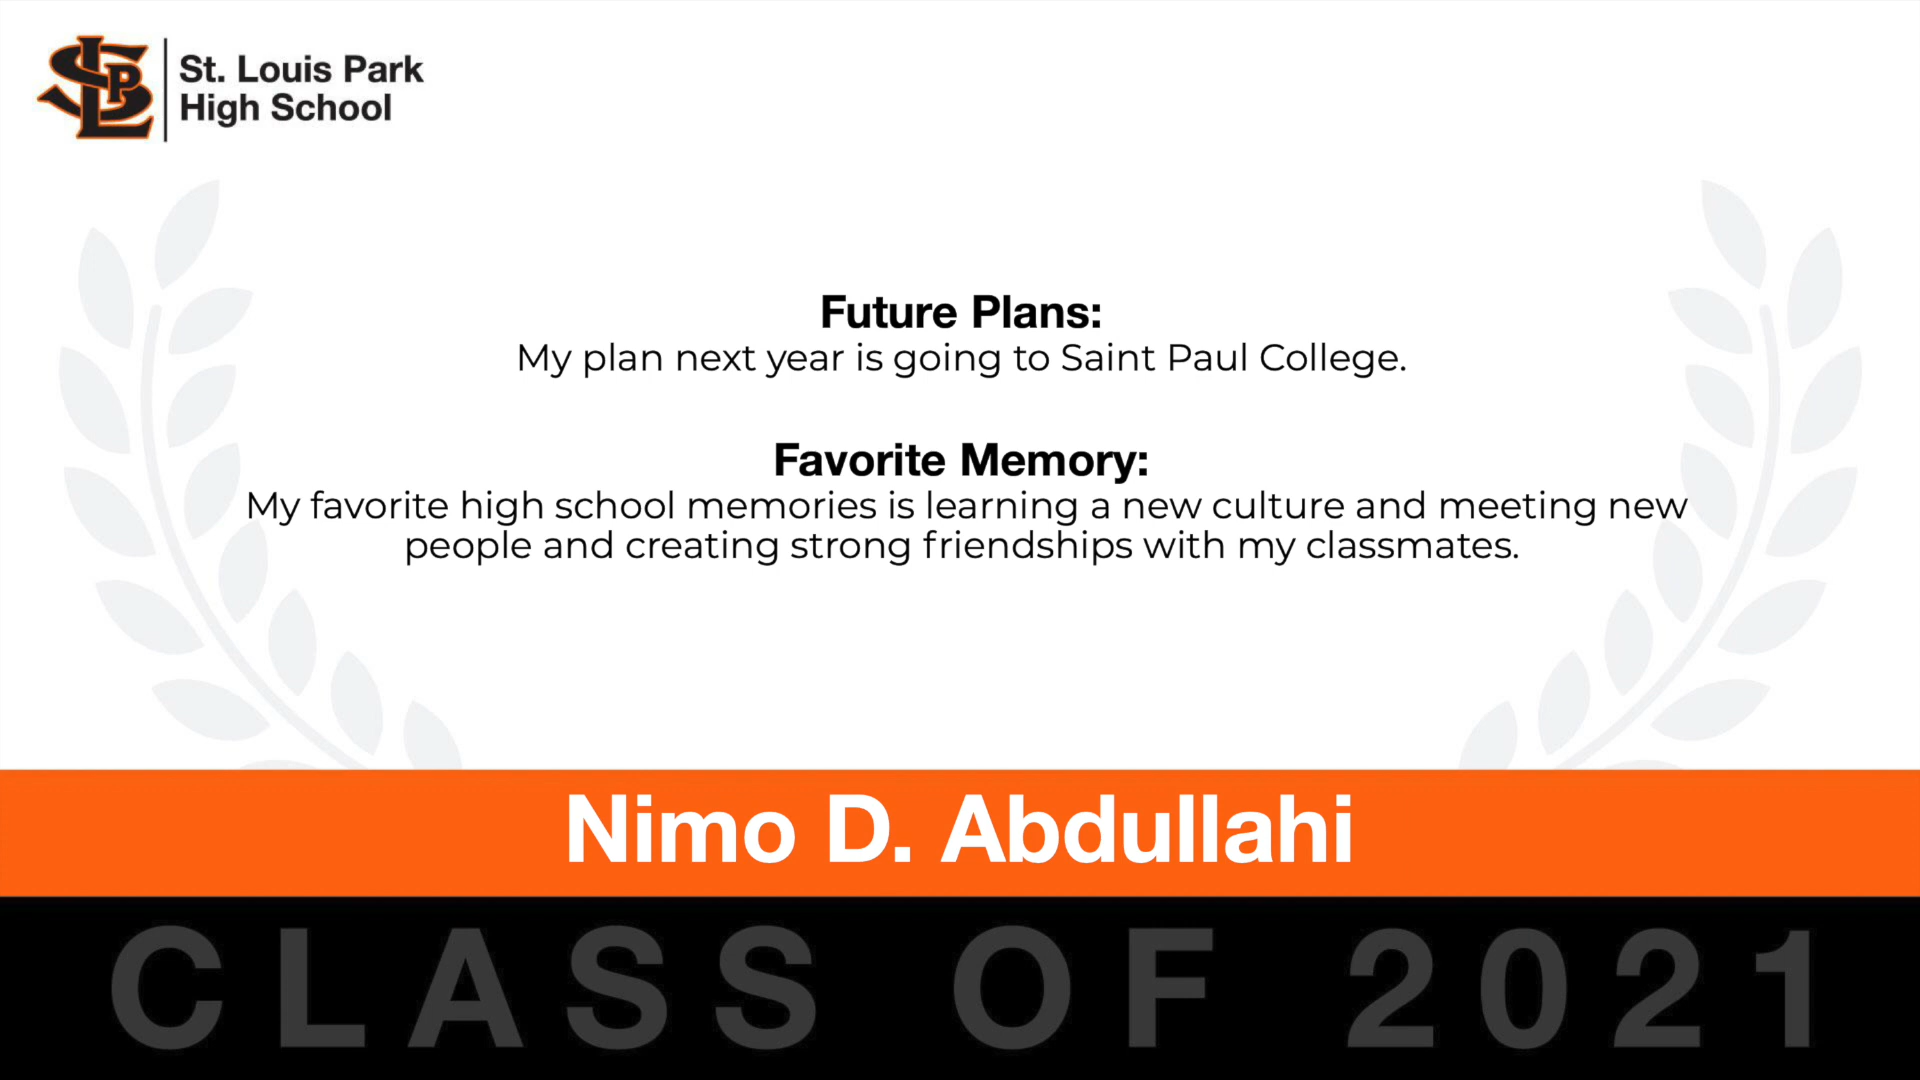 SLP
St. Louis Park
High School
Future Plans:
My plan next year is going to Saint Paul College.
Favorite Memory:
My favorite high school memories is learning a new culture and meeting new
people and creating strong friendships with my classmates.
Nimo D. Abdullahi
CLASS OF 2021